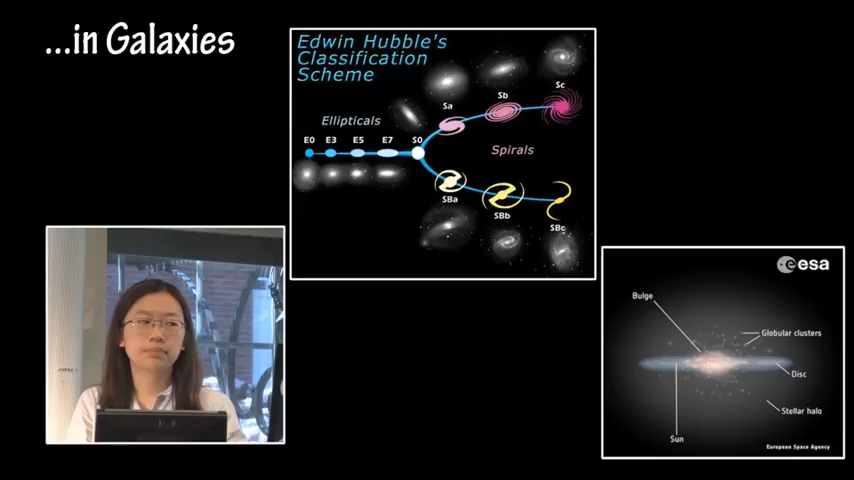 ...in Galaxies
Edwin Hubble's
Classification
Scheme
Ellipticals
E0 E3 E5 E7 S0
Sa
Sb
Sc
Spirals
SBa
SBb
SBc
esa
Bulge
Globular clusters
Disc
Stellar halo
Sun
European Space Agency